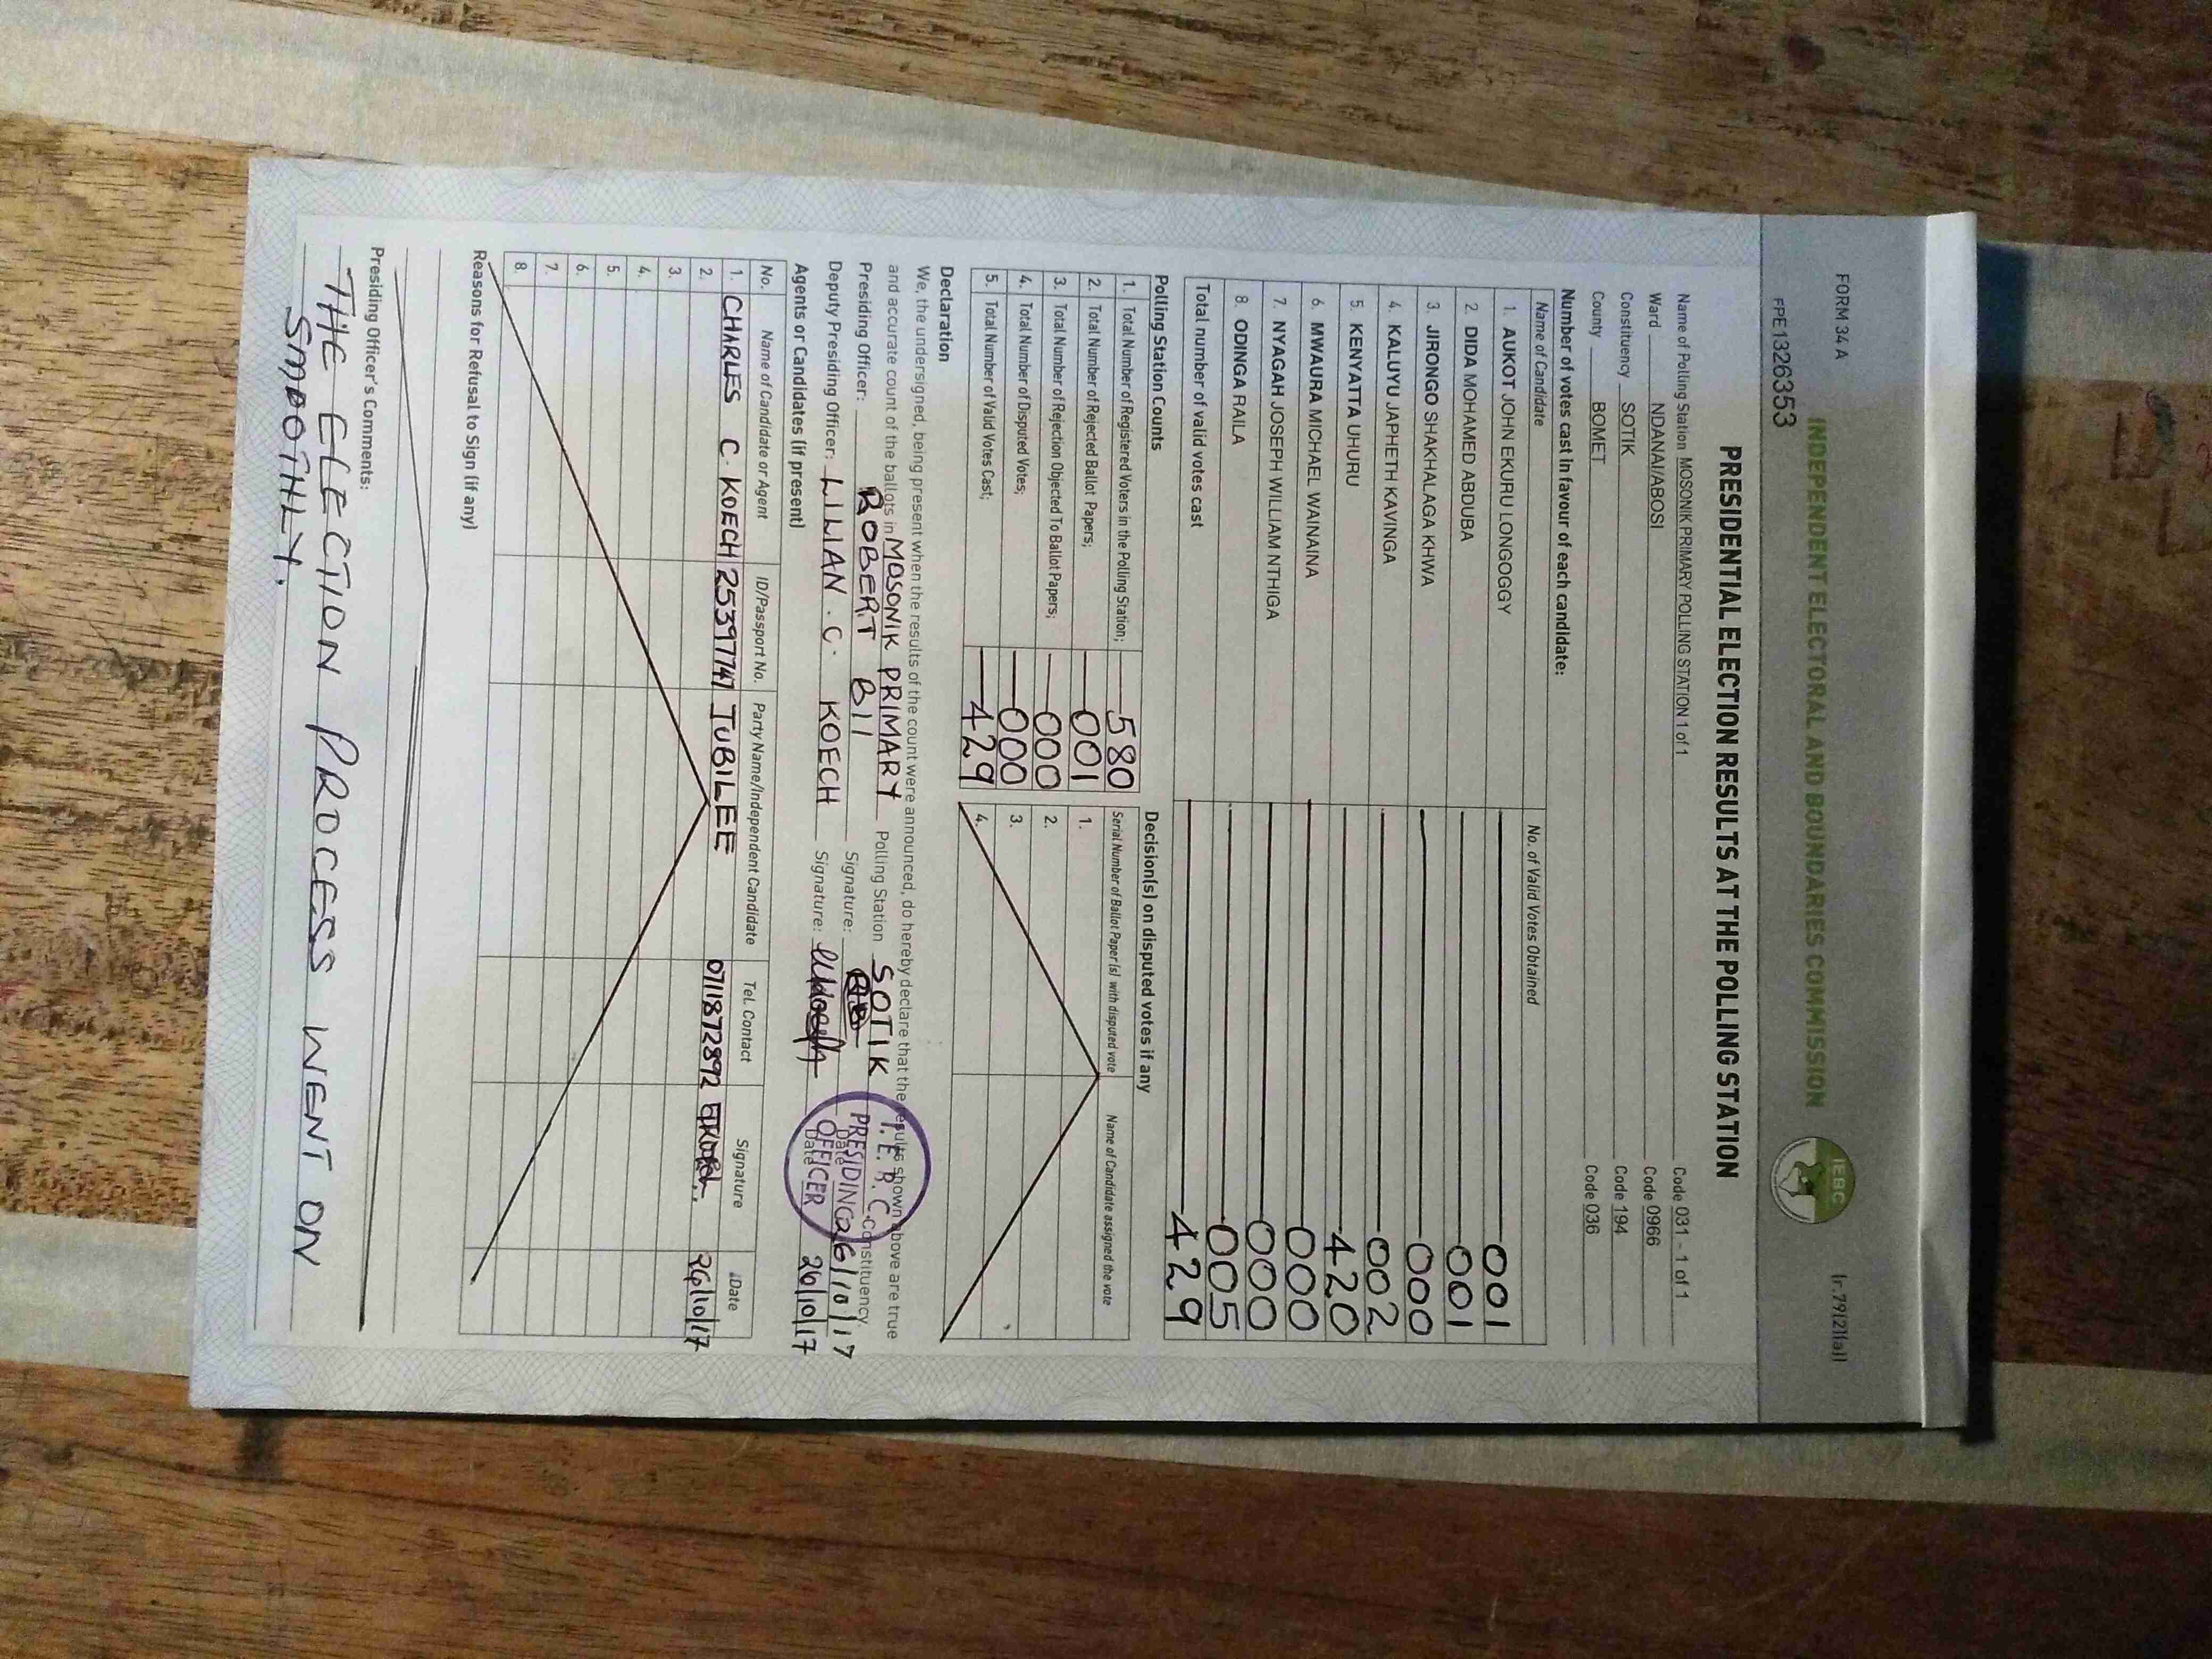 FORM 34 A
(r.79(2)(a))
INDEPENDENT ELECTORAL AND BOUNDARIES COMMISSION
IEBC
FPE1326353
PRESIDENTIAL ELECTION RESULTS AT THE POLLING STATION
Name of Polling Station MOSONIK PRIMARY POLLING STATION 1 of 1 Code 031 - 1 of 1
Ward NDANAI/ABOSI Code 0966
Constituency SOTIK Code 194
County BOMET Code 036
Number of votes cast in favour of each candidate:
Name of Candidate No. of Valid Votes Obtained
1. AUKOT JOHN EKURU LONGOGGY 001
2 DIDA MOHAMED ABDUBA 001
3. JIRONGO SHAKHALAGA KHWA 000
4. KALUYU JAPHETH KAVINGA 002
5. KENYATTA UHURU 420
6. MWAURA MICHAEL WAINAINA 000
7. NYAGAH JOSEPH WILLIAM NTHIGA 000
8. ODINGA RAILA 005
Total number of valid votes cast 429
Polling Station Counts
1. Total Number of Registered Voters in the Polling Station; 580
2. Total Number of Rejected Ballot Papers; 001
3. Total Number of Rejection Objected To Ballot Papers; 000
4. Total Number of Disputed Votes; 000
5. Total Number of Valid Votes Cast; 429
Decision(s) on disputed votes if any
Serial Number of Ballot Paper (s) with disputed vote Name of Candidate assigned the vote
1.
2.
3.
4.
Declaration
We, the undersigned, being present when the results of the count were announced, do hereby declare that the results shown above are true
and accurate count of the ballots in MOSONIK PRIMARY Polling Station SOTIK Constituency.
Presiding Officer: ROBERT BII Signature: Date 26/10/17
Deputy Presiding Officer: LILIAN . C . KOECH Signature: Date 26/10/17
I.E.B.C.
PRESIDING
OFFICER
Agents or Candidates (if present)
No. Name of Candidate or Agent ID/Passport No. Party Name/Independent Candidate Tel. Contact Signature Date
1. CHARLES C. KOECH 25397747 JUBILEE 0711872892 26/10/17
2.
3.
4.
5.
6.
7.
8.
Reasons for Refusal to Sign (if any)
Presiding Officer's Comments:
THE ELECTION PROCESS WENT ON
SMOOTHLY.